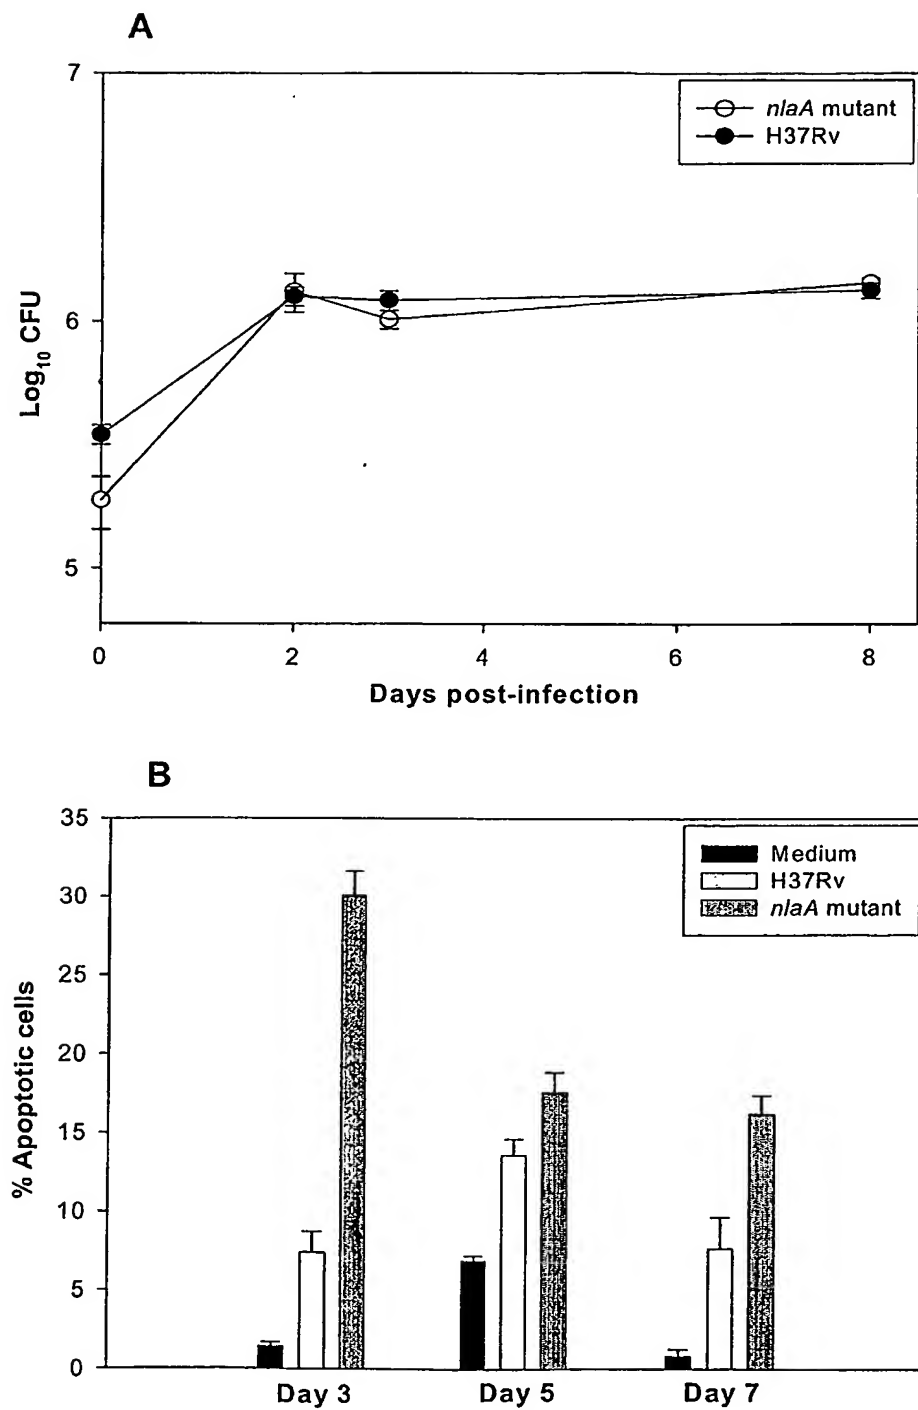 A
7
nlaA mutant
H37Rv
6
Log10 CFU
5
0 2 4 6 8
Days post-infection
B
35
Medium
H37Rv
nlaA mutant
30
25
20
15
10
5
0
% Apoptotic cells
Day 3 Day 5 Day 7